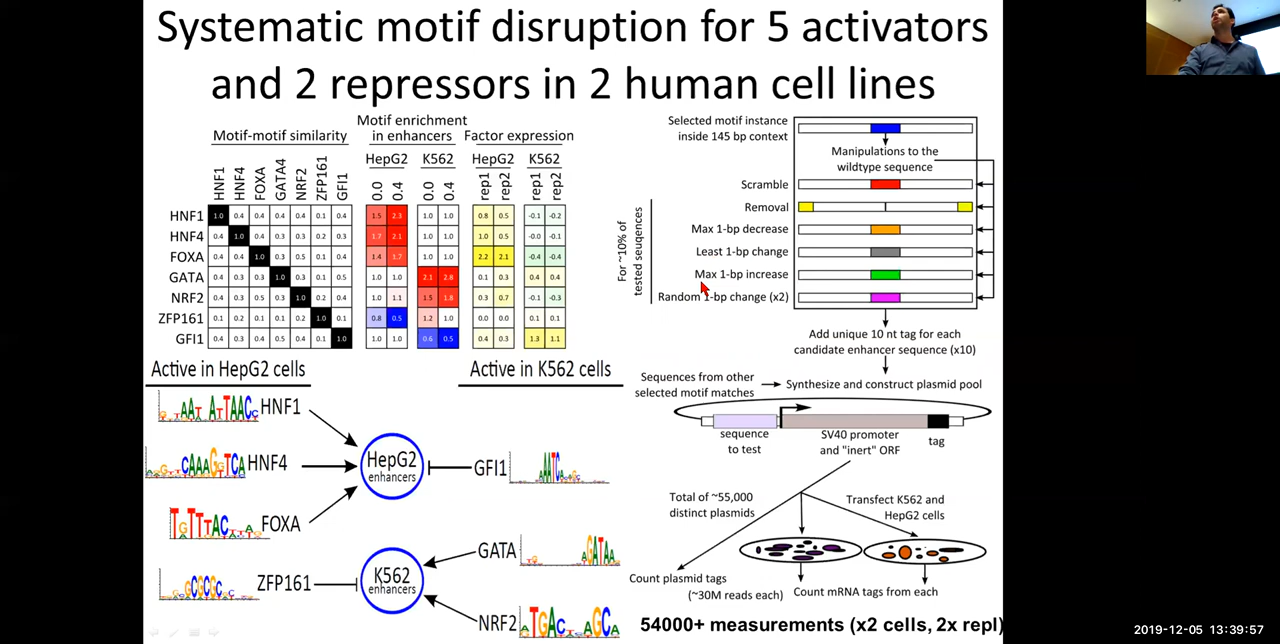 Systematic motif disruption for 5 activators
and 2 repressors in 2 human cell lines
Motif-motif similarity
Motif enrichment
in enhancers
Factor expression
HepG2 K562 HepG2 K562
HNF1 HNF4 FOXA GATA4 NRF2 ZFP161 GFI1 0.0 0.4 0.0 0.4 rep1 rep2 rep1 rep2
HNF1 1.0 0.4 0.4 0.4 0.4 0.1 0.4 1.5 2.3 1.0 1.0 0.8 0.5 -0.1 -0.2
HNF4 0.4 1.0 0.4 0.3 0.3 0.2 0.3 1.7 2.1 1.0 1.0 1.0 0.5 -0.0 -0.0
FOXA 0.4 0.4 1.0 0.3 0.5 0.1 0.4 1.4 1.7 1.0 1.0 2.2 2.1 -0.4 -0.4
GATA 0.4 0.3 0.3 1.0 0.3 0.1 0.5 1.0 1.0 2.1 2.8 0.1 0.3 0.4 0.4
NRF2 0.4 0.3 0.5 0.3 1.0 0.2 0.4 1.0 1.1 1.5 1.8 0.3 0.7 -0.1 -0.3
ZFP161 0.1 0.2 0.1 0.1 0.2 1.0 0.1 0.8 0.5 1.2 1.0 0.0 0.0 0.1 0.1
GFI1 0.4 0.3 0.4 0.5 0.4 0.1 1.0 1.0 1.0 0.6 0.5 0.4 0.3 1.3 1.1
Active in HepG2 cells
Active in K562 cells
HNF1
HNF4
FOXA
HepG2
enhancers
GFI1
ZFP161
K562
enhancers
GATA
NRF2
Selected motif instance
inside 145 bp context
Manipulations to the
wildtype sequence
Scramble
Removal
Max 1-bp decrease
Least 1-bp change
Max 1-bp increase
Random 1-bp change (x2)
For ~10% of
tested seuqences
Add unique 10 nt tag for each
candidate enhancer sequence (x10)
Sequences from other
selected motif matches
Synthesize and construct plasmid pool
sequence
to test
SV40 promoter
and "inert" ORF
tag
Total of ~55,000
distinct plasmids
Transfect K562 and
HepG2 cells
Count plasmid tags
(~30M reads each)
Count mRNA tags from each
54000+ measurements (x2 cells, 2x repl)
2019-12-05 13:39:57